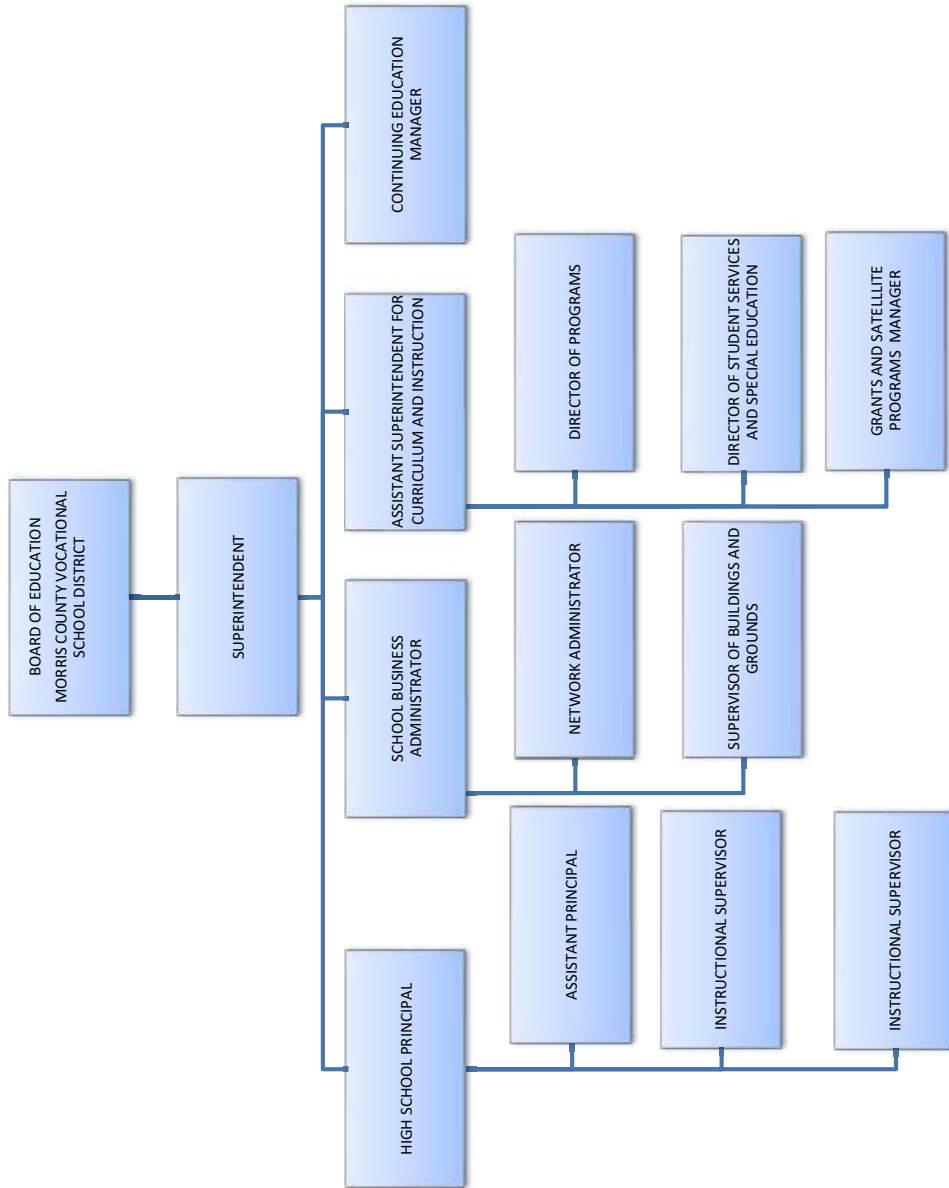 BOARD OF EDUCATION
MORRIS COUNTY VOCATIONAL
SCHOOL DISTRICT
SUPERINTENDENT
HIGH SCHOOL PRINCIPAL
SCHOOL BUSINESS
ADMINISTRATOR
ASSISTANT SUPERINTENDENT FOR
CURRICULUM AND INSTRUCTION
CONTINUING EDUCATION
MANAGER
ASSISTANT PRINCIPAL
INSTRUCTIONAL SUPERVISOR
INSTRUCTIONAL SUPERVISOR
NETWORK ADMINISTRATOR
SUPERVISOR OF BUILDINGS AND
GROUNDS
DIRECTOR OF PROGRAMS
DIRECTOR OF STUDENT SERVICES
AND SPECIAL EDUCATION
GRANTS AND SATELLLITE
PROGRAMS MANAGER